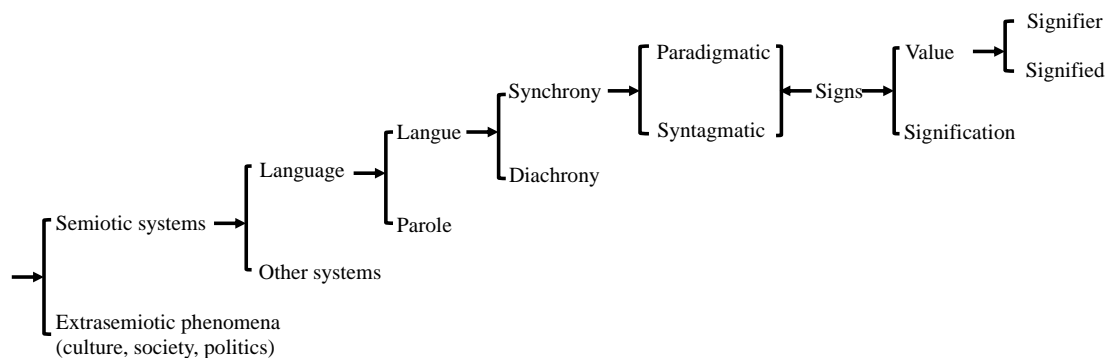 Signifier
Paradigmatic
Value
Signified
Synchrony
Signs
Langue
Syntagmatic
Signification
Language
Diachrony
Semiotic systems
Parole
Other systems
Extrasemiotic phenomena
(culture, society, politics)